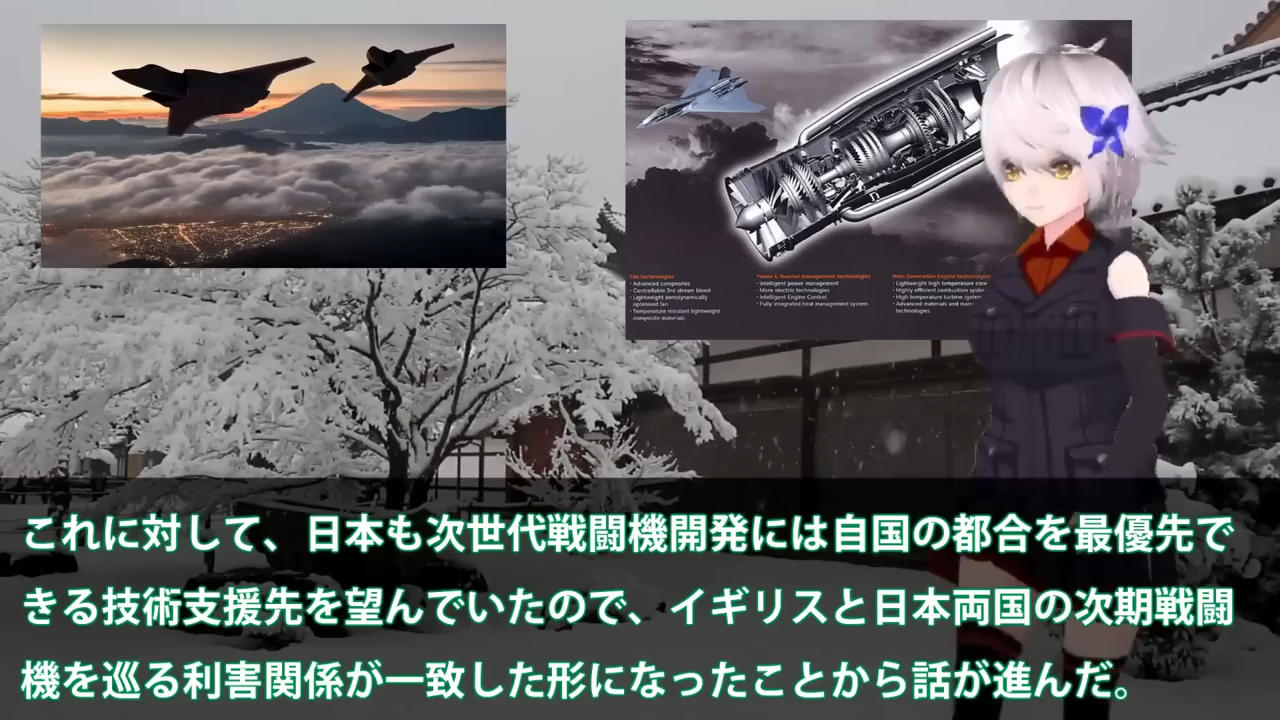 Fan technologies
- Advanced composites
- Controllable 3rd stream bleed
- Lightweight aerodynamically
optimised fan
- Temperature resistant lightweight
composite materials
Power & thermal management technologies
- Intelligent power management
- More electric technologies
- Intelligent Engine Control
- Fully integrated heat management system
Next Generation Engine technologies
- Lightweight high temperature core
- Highly efficient combustion syste
- High temperature turbine system
- Advanced materials and man
technologies
これに対して、日本も次世代戦闘機開発には自国の都合を最優先で
きる技術支援先を望んでいたので、イギリスと日本両国の次期戦闘
機を巡る利害関係が一致した形になったことから話が進んだ。